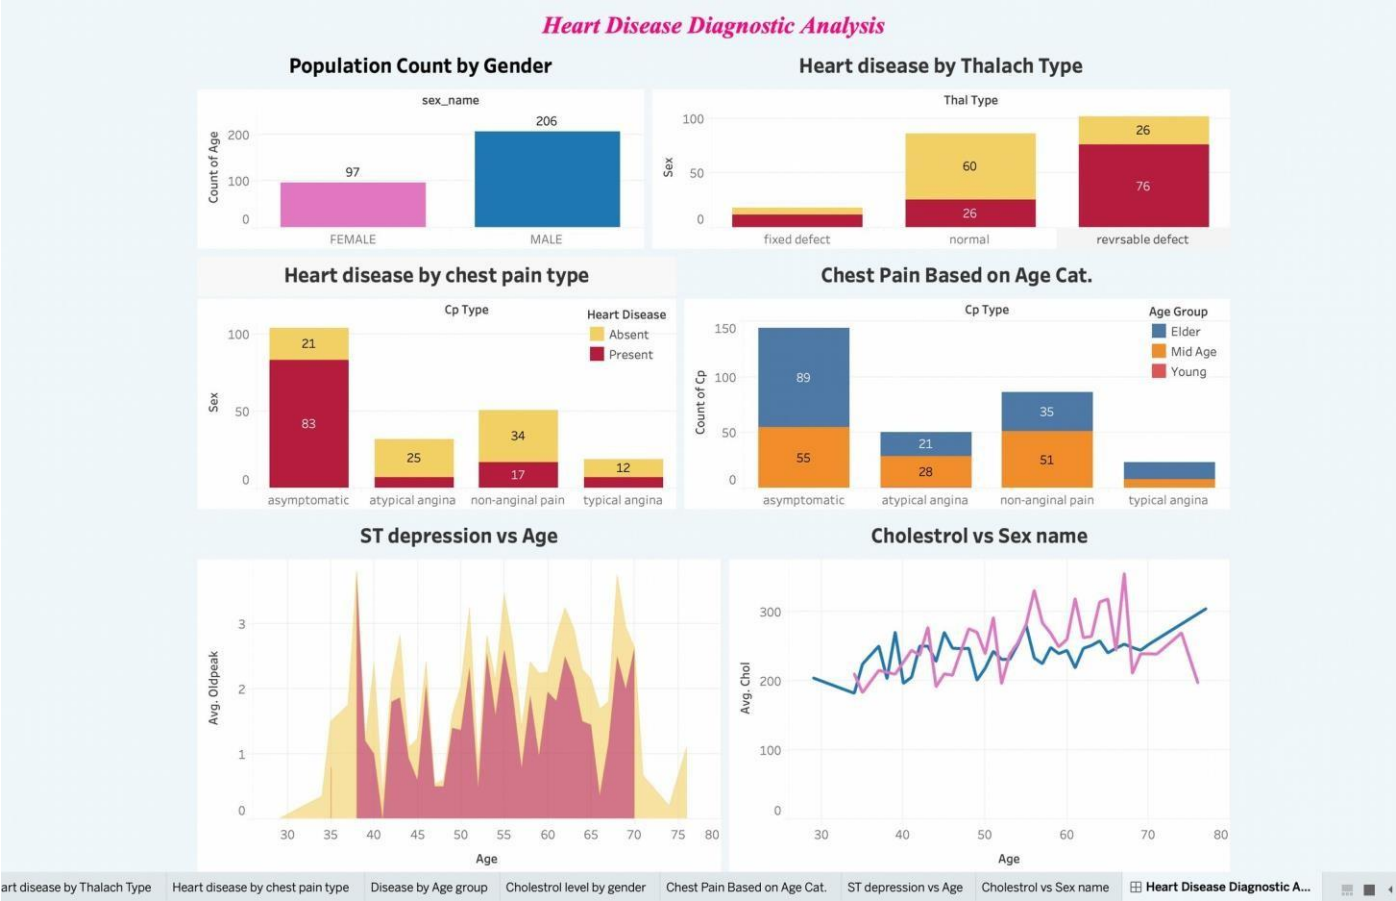 Heart Disease Diagnostic Analysis
Population Count by Gender
sex_name
Count of Age
200
100
0
97
206
FEMALE
MALE
Heart disease by Thalach Type
Thal Type
Sex
100
50
0
60
26
26
76
fixed defect
normal
revrsable defect
Heart disease by chest pain type
Cp Type
Sex
100
50
0
21
83
25
34
17
12
asymptomatic
atypical angina
non-anginal pain
typical angina
Heart Disease
Absent
Present
Chest Pain Based on Age Cat.
Cp Type
Count of Cp
150
100
50
0
89
55
21
28
35
51
asymptomatic
atypical angina
non-anginal pain
typical angina
Age Group
Elder
Mid Age
Young
ST depression vs Age
Avg. Oldpeak
3
2
1
0
30 35 40 45 50 55 60 65 70 75 80
Age
Cholestrol vs Sex name
Avg. Chol
300
200
100
0
30 40 50 60 70 80
Age
art disease by Thalach Type
Heart disease by chest pain type
Disease by Age group
Cholestrol level by gender
Chest Pain Based on Age Cat.
ST depression vs Age
Cholestrol vs Sex name
Heart Disease Diagnostic A...